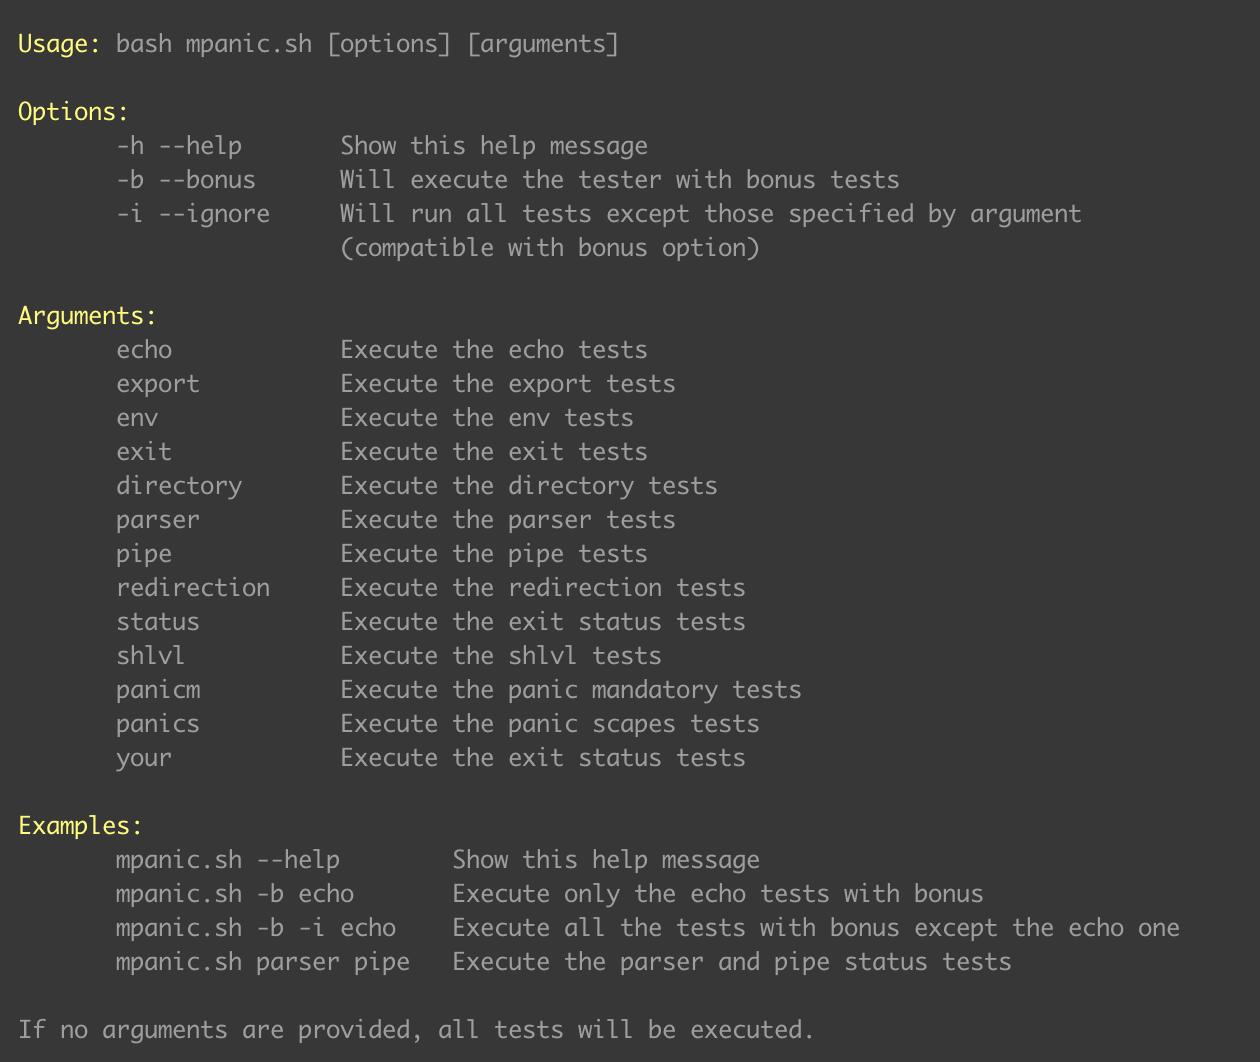 Usage: bash mpanic.sh [options] [arguments]
Options:
-h --help Show this help message
-b --bonus Will execute the tester with bonus tests
-i --ignore Will run all tests except those specified by argument
(compatible with bonus option)
Arguments:
echo Execute the echo tests
export Execute the export tests
env Execute the env tests
exit Execute the exit tests
directory Execute the directory tests
parser Execute the parser tests
pipe Execute the pipe tests
redirection Execute the redirection tests
status Execute the exit status tests
shlvl Execute the shlvl tests
panicm Execute the panic mandatory tests
panics Execute the panic scapes tests
your Execute the exit status tests
Examples:
mpanic.sh --help Show this help message
mpanic.sh -b echo Execute only the echo tests with bonus
mpanic.sh -b -i echo Execute all the tests with bonus except the echo one
mpanic.sh parser pipe Execute the parser and pipe status tests
If no arguments are provided, all tests will be executed.